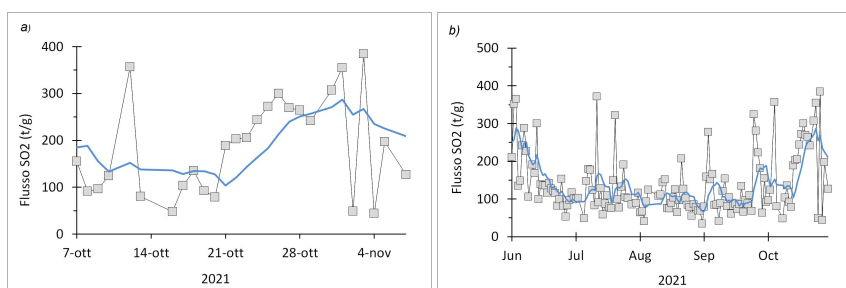 a)
Flusso SO2 (t/g)
400
300
200
100
0
7-ott 14-ott 21-ott 28-ott 4-nov
2021
b)
Flusso SO2 (t/g)
500
400
300
200
100
0
Jun Jul Aug Sep Oct
2021